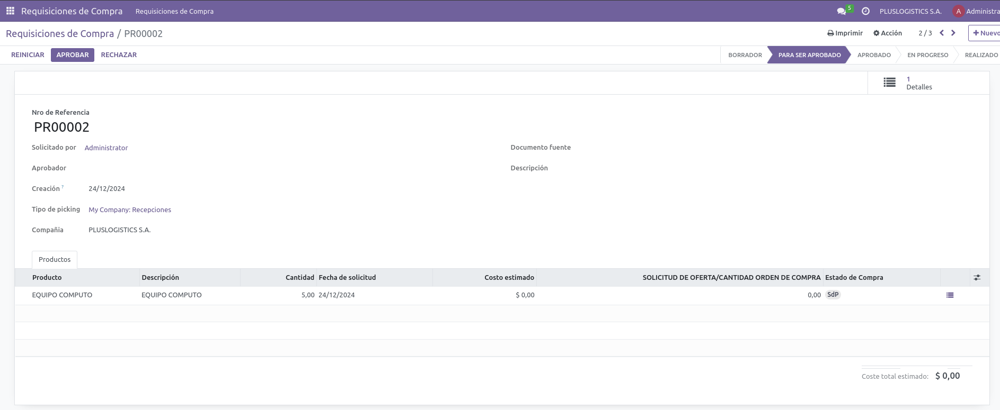 Requisiciones de Compra Requisiciones de Compra 5 PLUSLOGISTICS S.A. A Administra
Requisiciones de Compra / PR00002 Imprimir Acción 2 / 3 Nuevo
REINICIAR APROBAR RECHAZAR BORRADOR PARA SER APROBADO APROBADO EN PROGRESO REALIZADO
1
Detalles
Nro de Referencia
PR00002
Solicitado por Administrator Documento fuente
Aprobador Descripción
Creación ? 24/12/2024
Tipo de picking My Company: Recepciones
Compañia PLUSLOGISTICS S.A.
Productos
Producto Descripción Cantidad Fecha de solicitud Costo estimado SOLICITUD DE OFERTA/CANTIDAD ORDEN DE COMPRA Estado de Compra
EQUIPO COMPUTO EQUIPO COMPUTO 5,00 24/12/2024 $ 0,00 0,00 SdP
Coste total estimado: $ 0,00